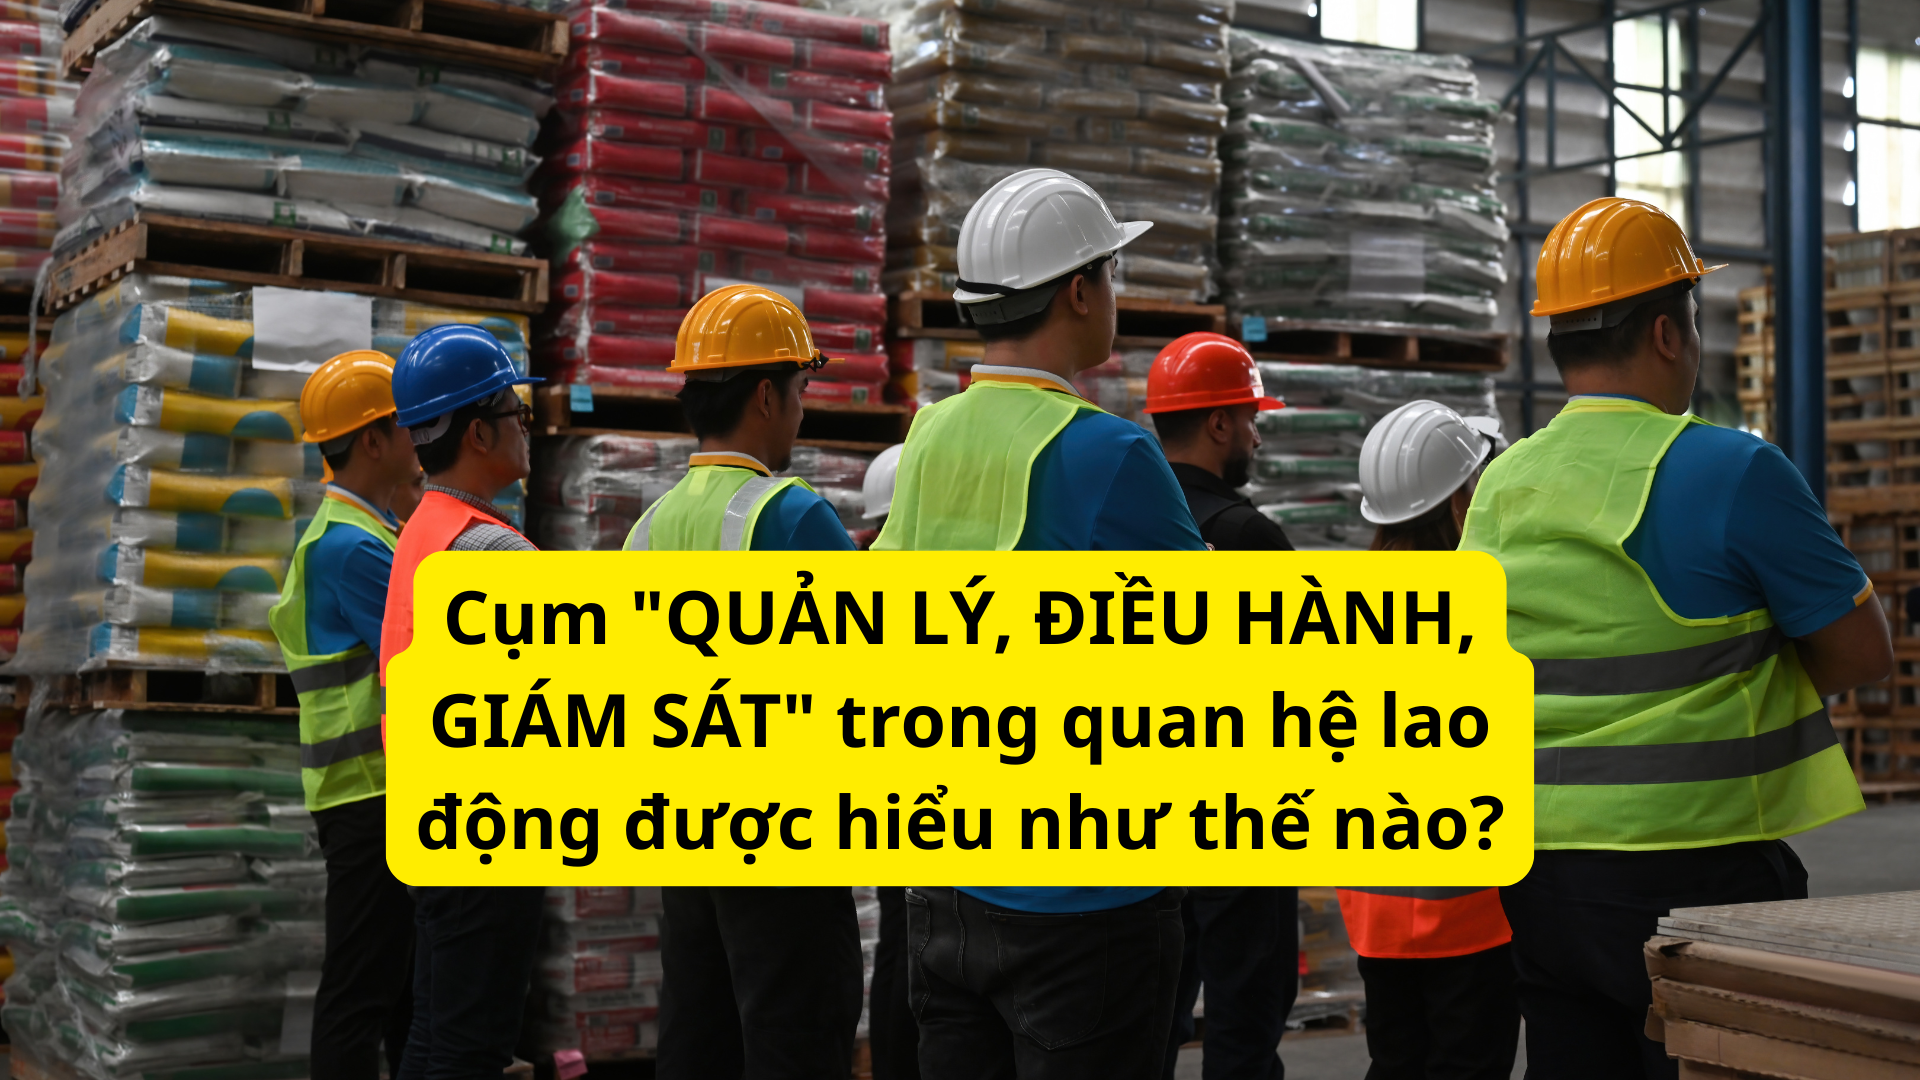 Cụm "QUẢN LÝ, ĐIỀU HÀNH,
GIÁM SÁT" trong quan hệ lao
động được hiểu như thế nào?